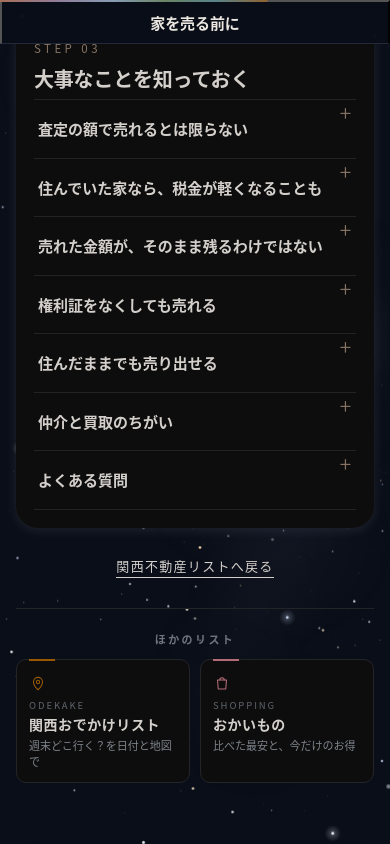 家を売る前に
STEP 03
大事なことを知っておく
査定の額で売れるとは限らない
住んでいた家なら、税金が軽くなることも
売れた金額が、そのまま残るわけではない
権利証をなくしても売れる
住んだままでも売り出せる
仲介と買取のちがい
よくある質問
関西不動産リストへ戻る
ほかのリスト
ODEKAKE
関西おでかけリスト
週末どこ行く？を日付と地図
で
SHOPPING
おかいもの
比べた最安と、今だけのお得